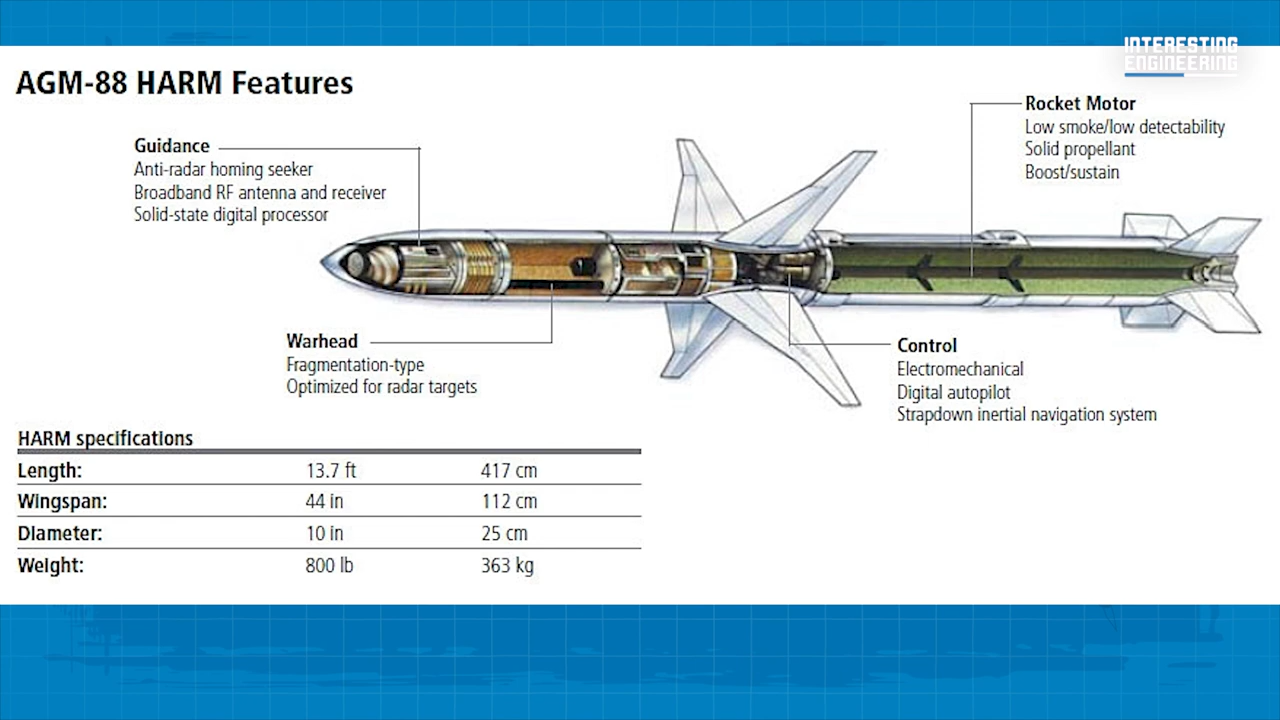 INTERESTING
ENGINEERING
AGM-88 HARM Features
Rocket Motor
Low smoke/low detectability
Solid propellant
Boost/sustain
Guidance
Anti-radar homing seeker
Broadband RF antenna and receiver
Solid-state digital processor
Warhead
Fragmentation-type
Optimized for radar targets
Control
Electromechanical
Digital autopilot
Strapdown inertial navigation system
HARM specifications
Length: 13.7 ft 417 cm
Wingspan: 44 in 112 cm
Diameter: 10 in 25 cm
Weight: 800 lb 363 kg